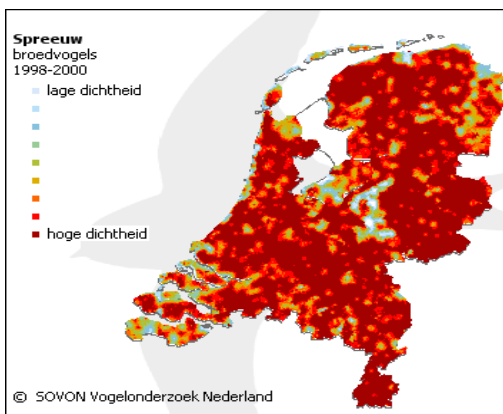 Spreeuw
broedvogels
1998-2000
lage dichtheid
hoge dichtheid
© SOVON Vogelonderzoek Nederland